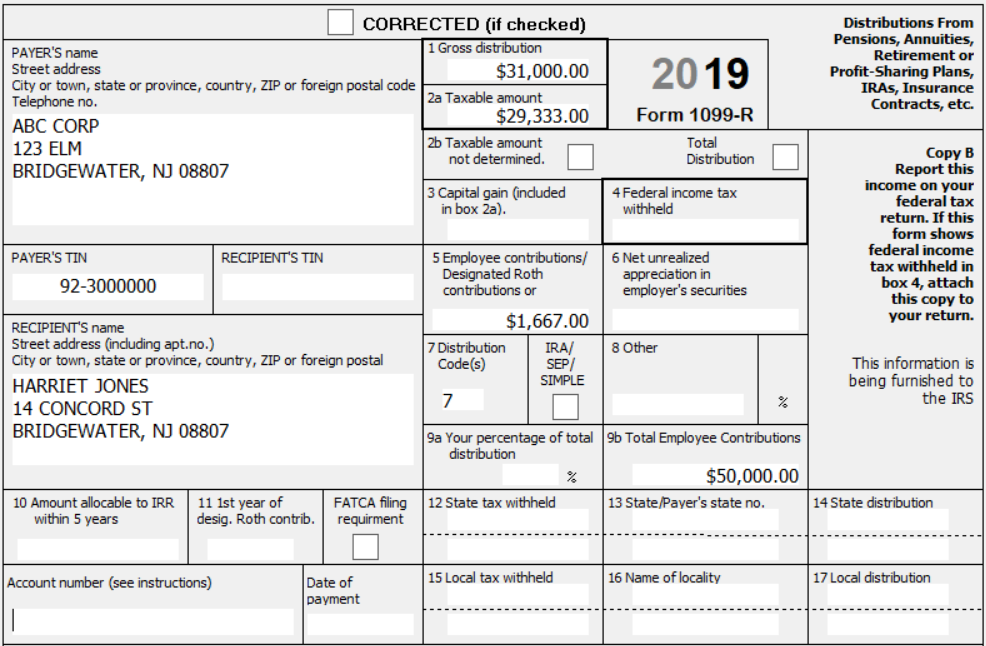 CORRECTED (if checked)
PAYER'S name
Street address
City or town, state or province, country, ZIP or foreign postal code
Telephone no.
ABC CORP
123 ELM
BRIDGEWATER, NJ 08807
1 Gross distribution
$31,000.00
2a Taxable amount
$29,333.00
2019
Form 1099-R
Distributions From
Pensions, Annuities,
Retirement or
Profit-Sharing Plans,
IRAs, Insurance
Contracts, etc.
2b Taxable amount
not determined.
Total
Distribution
Copy B
Report this
income on your
federal tax
return. If this
form shows
federal income
tax withheld in
box 4, attach
this copy to
your return.
This information is
being furnished to
the IRS
3 Capital gain (included
in box 2a).
4 Federal income tax
withheld
PAYER'S TIN
92-3000000
RECIPIENT'S TIN
5 Employee contributions/
Designated Roth
contributions or
$1,667.00
6 Net unrealized
appreciation in
employer's securities
RECIPIENT'S name
Street address (including apt.no.)
City or town, state or province, country, ZIP or foreign postal
HARRIET JONES
14 CONCORD ST
BRIDGEWATER, NJ 08807
7 Distribution
Code(s)
7
IRA/
SEP/
SIMPLE
8 Other
%
9a Your percentage of total
distribution
%
9b Total Employee Contributions
$50,000.00
10 Amount allocable to IRR
within 5 years
11 1st year of
desig. Roth contrib.
FATCA filing
requirment
12 State tax withheld
13 State/Payer's state no.
14 State distribution
Account number (see instructions)
Date of
payment
15 Local tax withheld
16 Name of locality
17 Local distribution